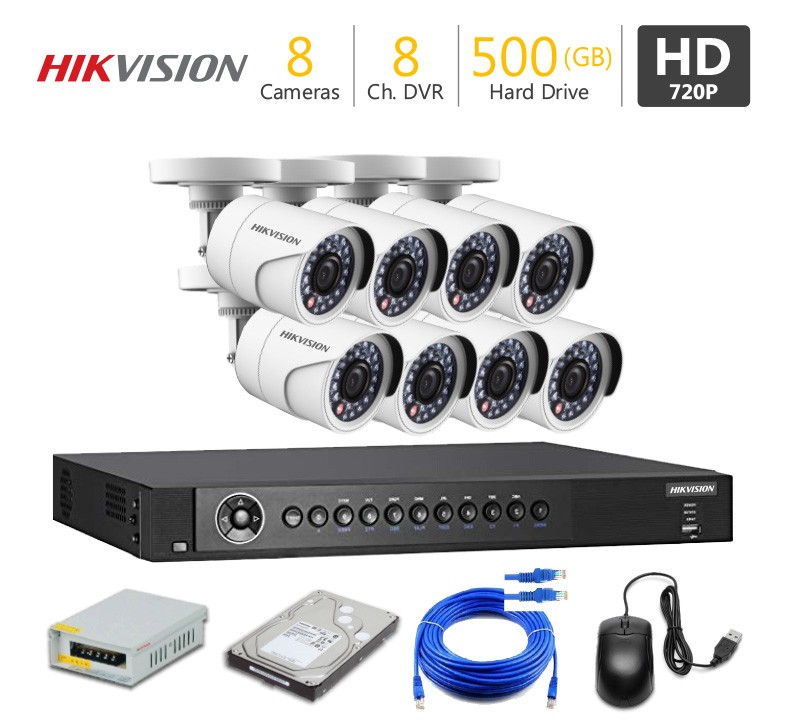 HIKVISION
8
Cameras
8
Ch. DVR
500 (GB)
Hard Drive
HD
720P
HIKVISION
HIKVISION
HIKVISION